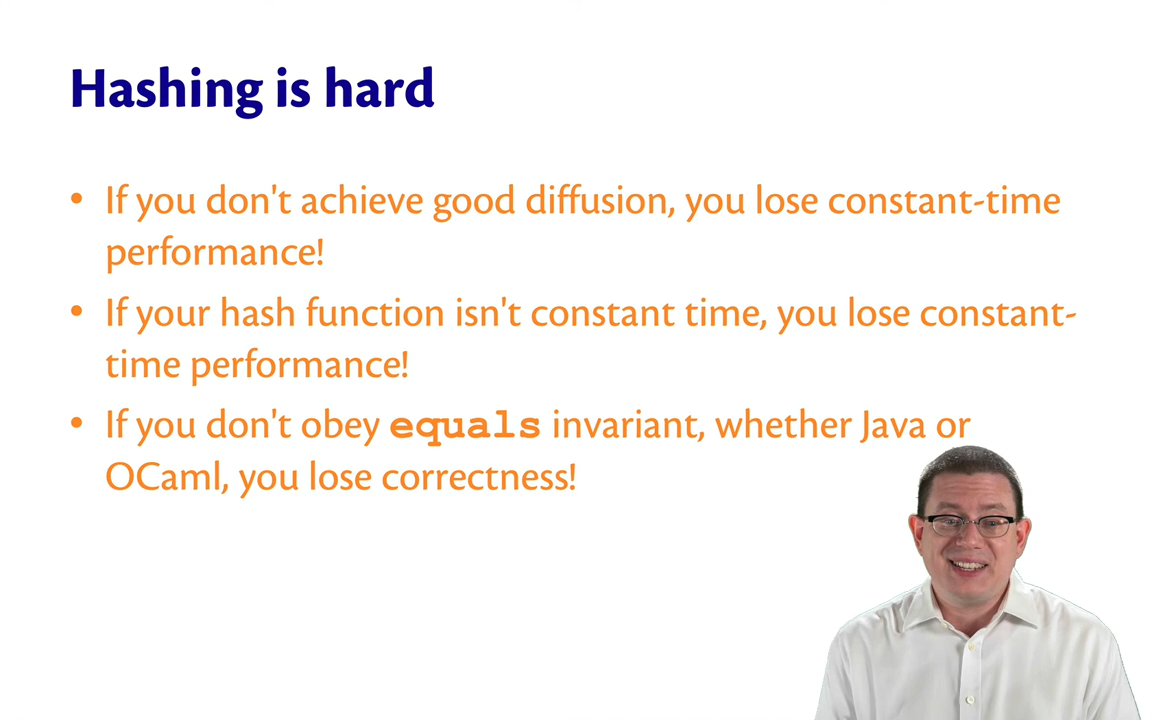 Hashing is hard
• If you don't achieve good diffusion, you lose constant-time
performance!
• If your hash function isn't constant time, you lose constant-
time performance!
• If you don't obey equals invariant, whether Java or
OCaml, you lose correctness!